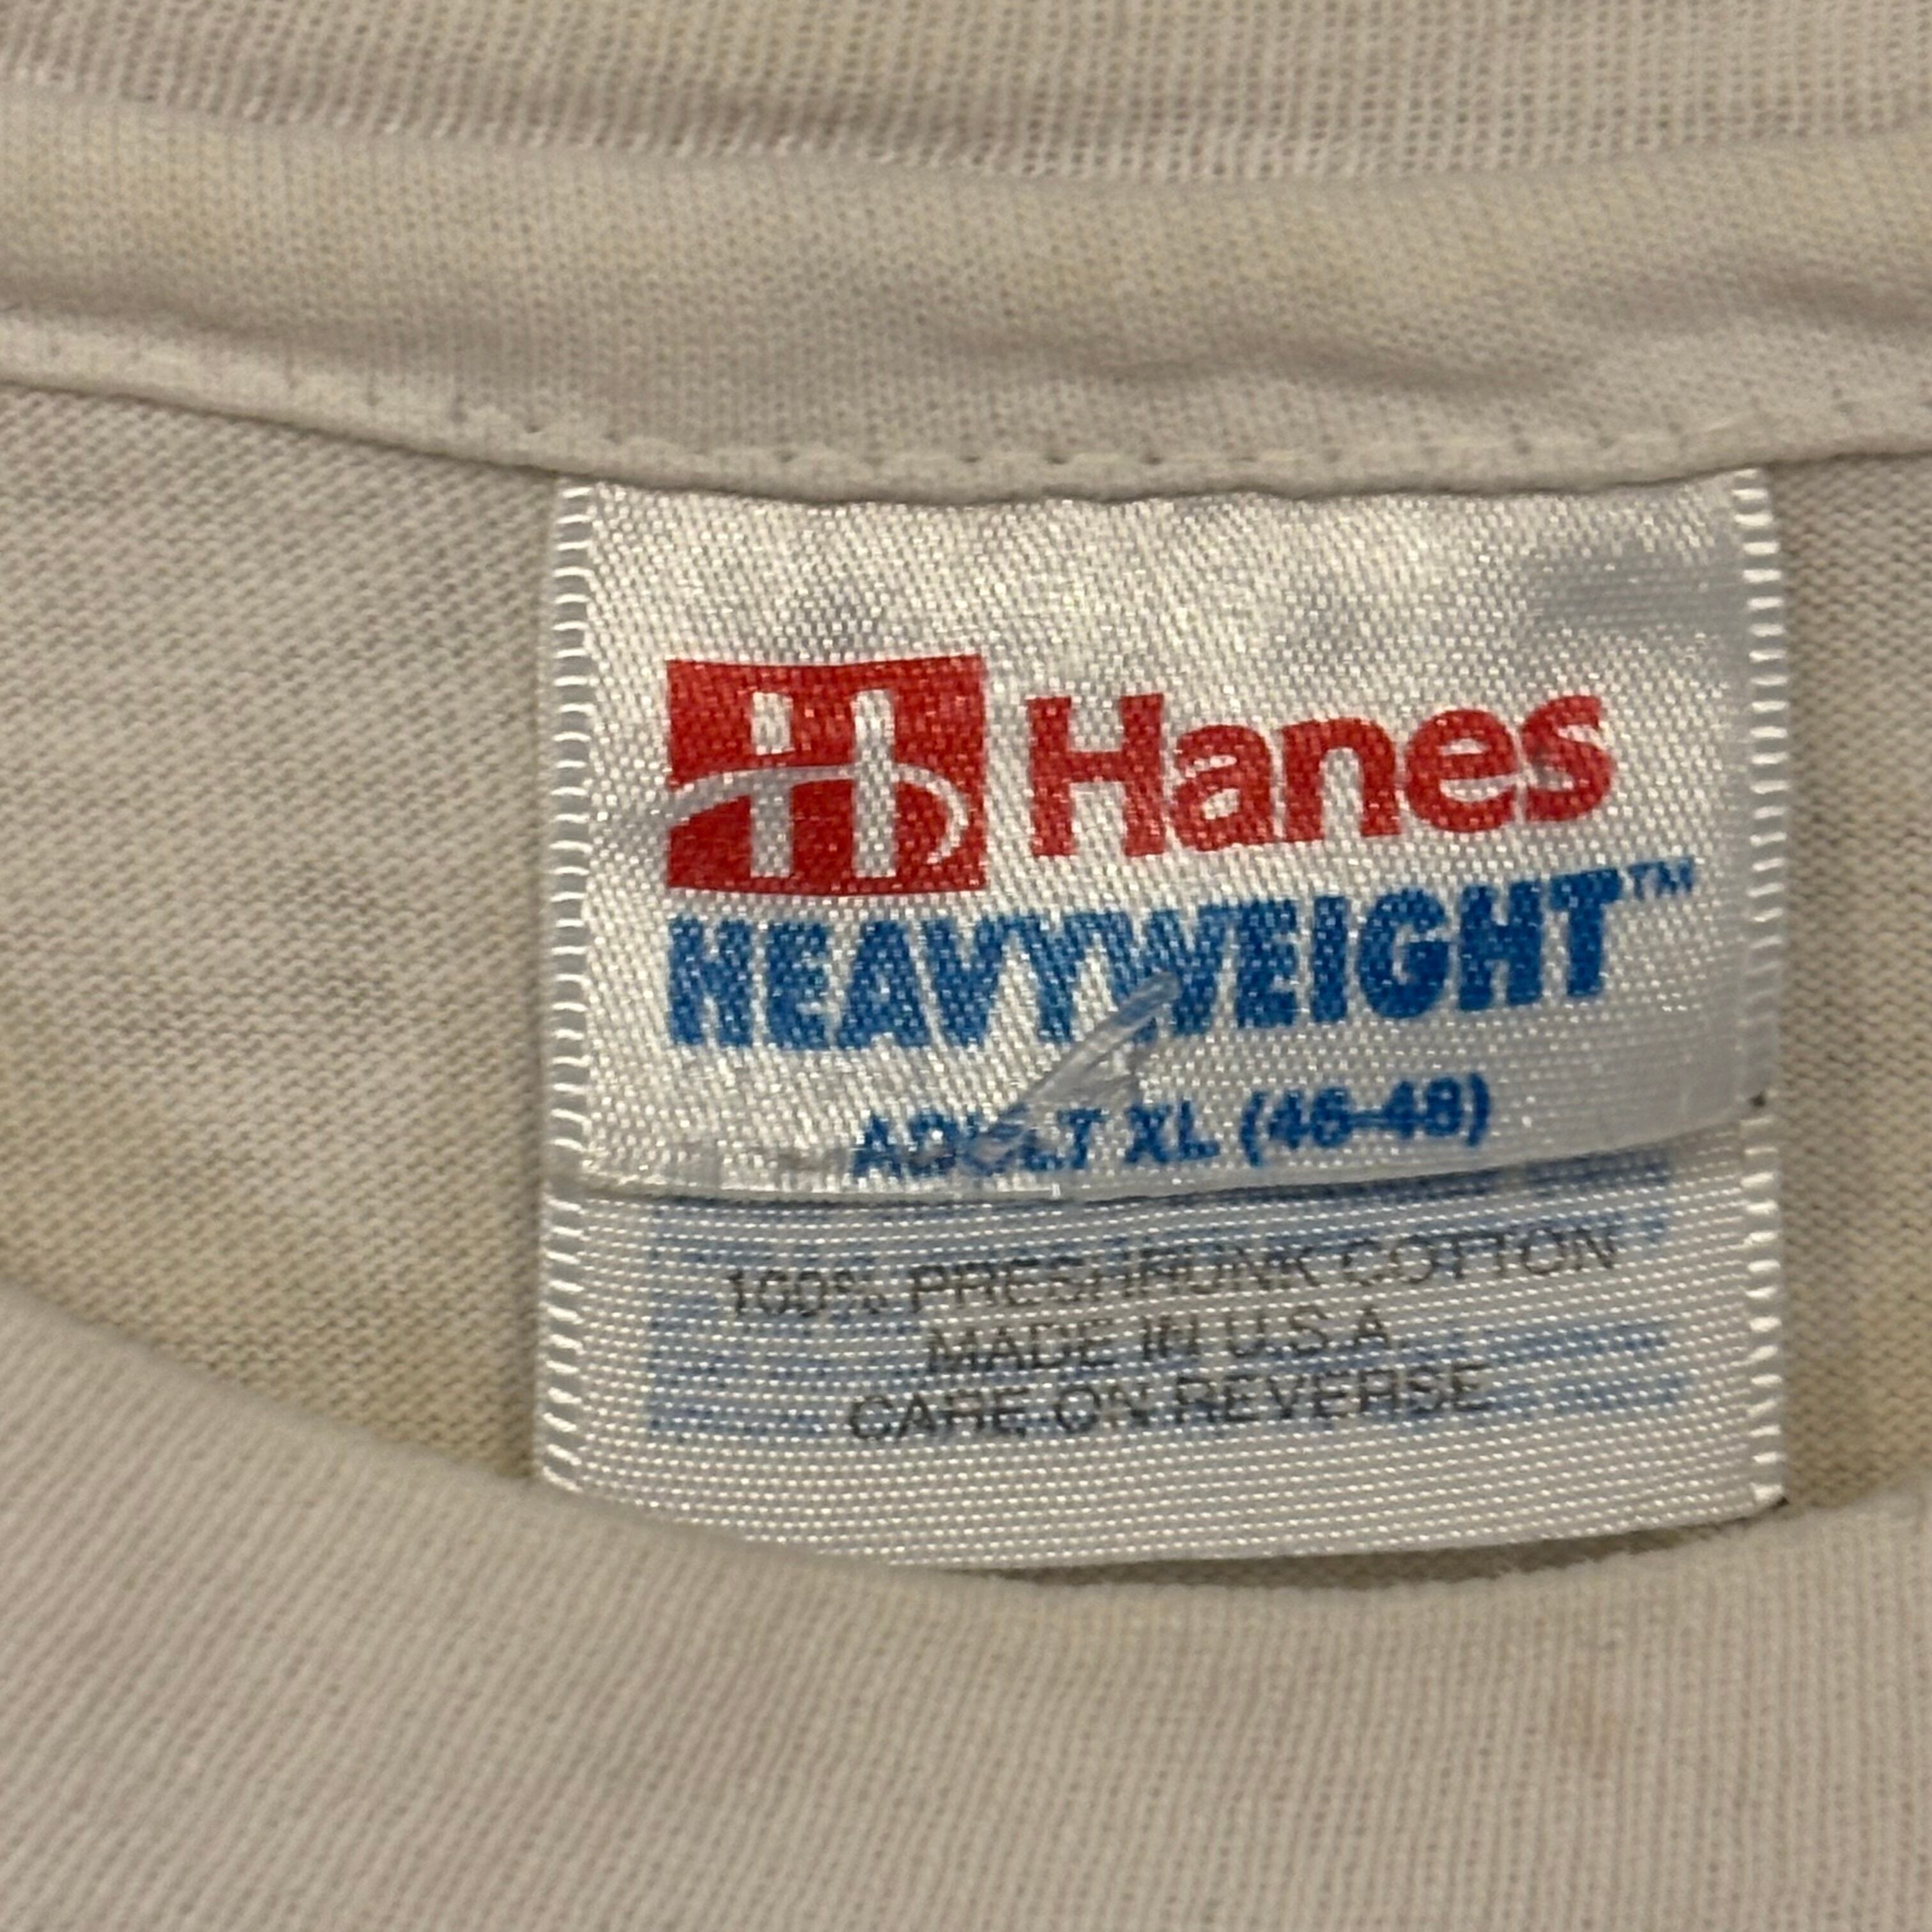 H Hanes
HEAVYWEIGHT™
ADULT XL (46-48)
100% PRESHRUNK COTTON
MADE IN U.S.A.
CARE ON REVERSE